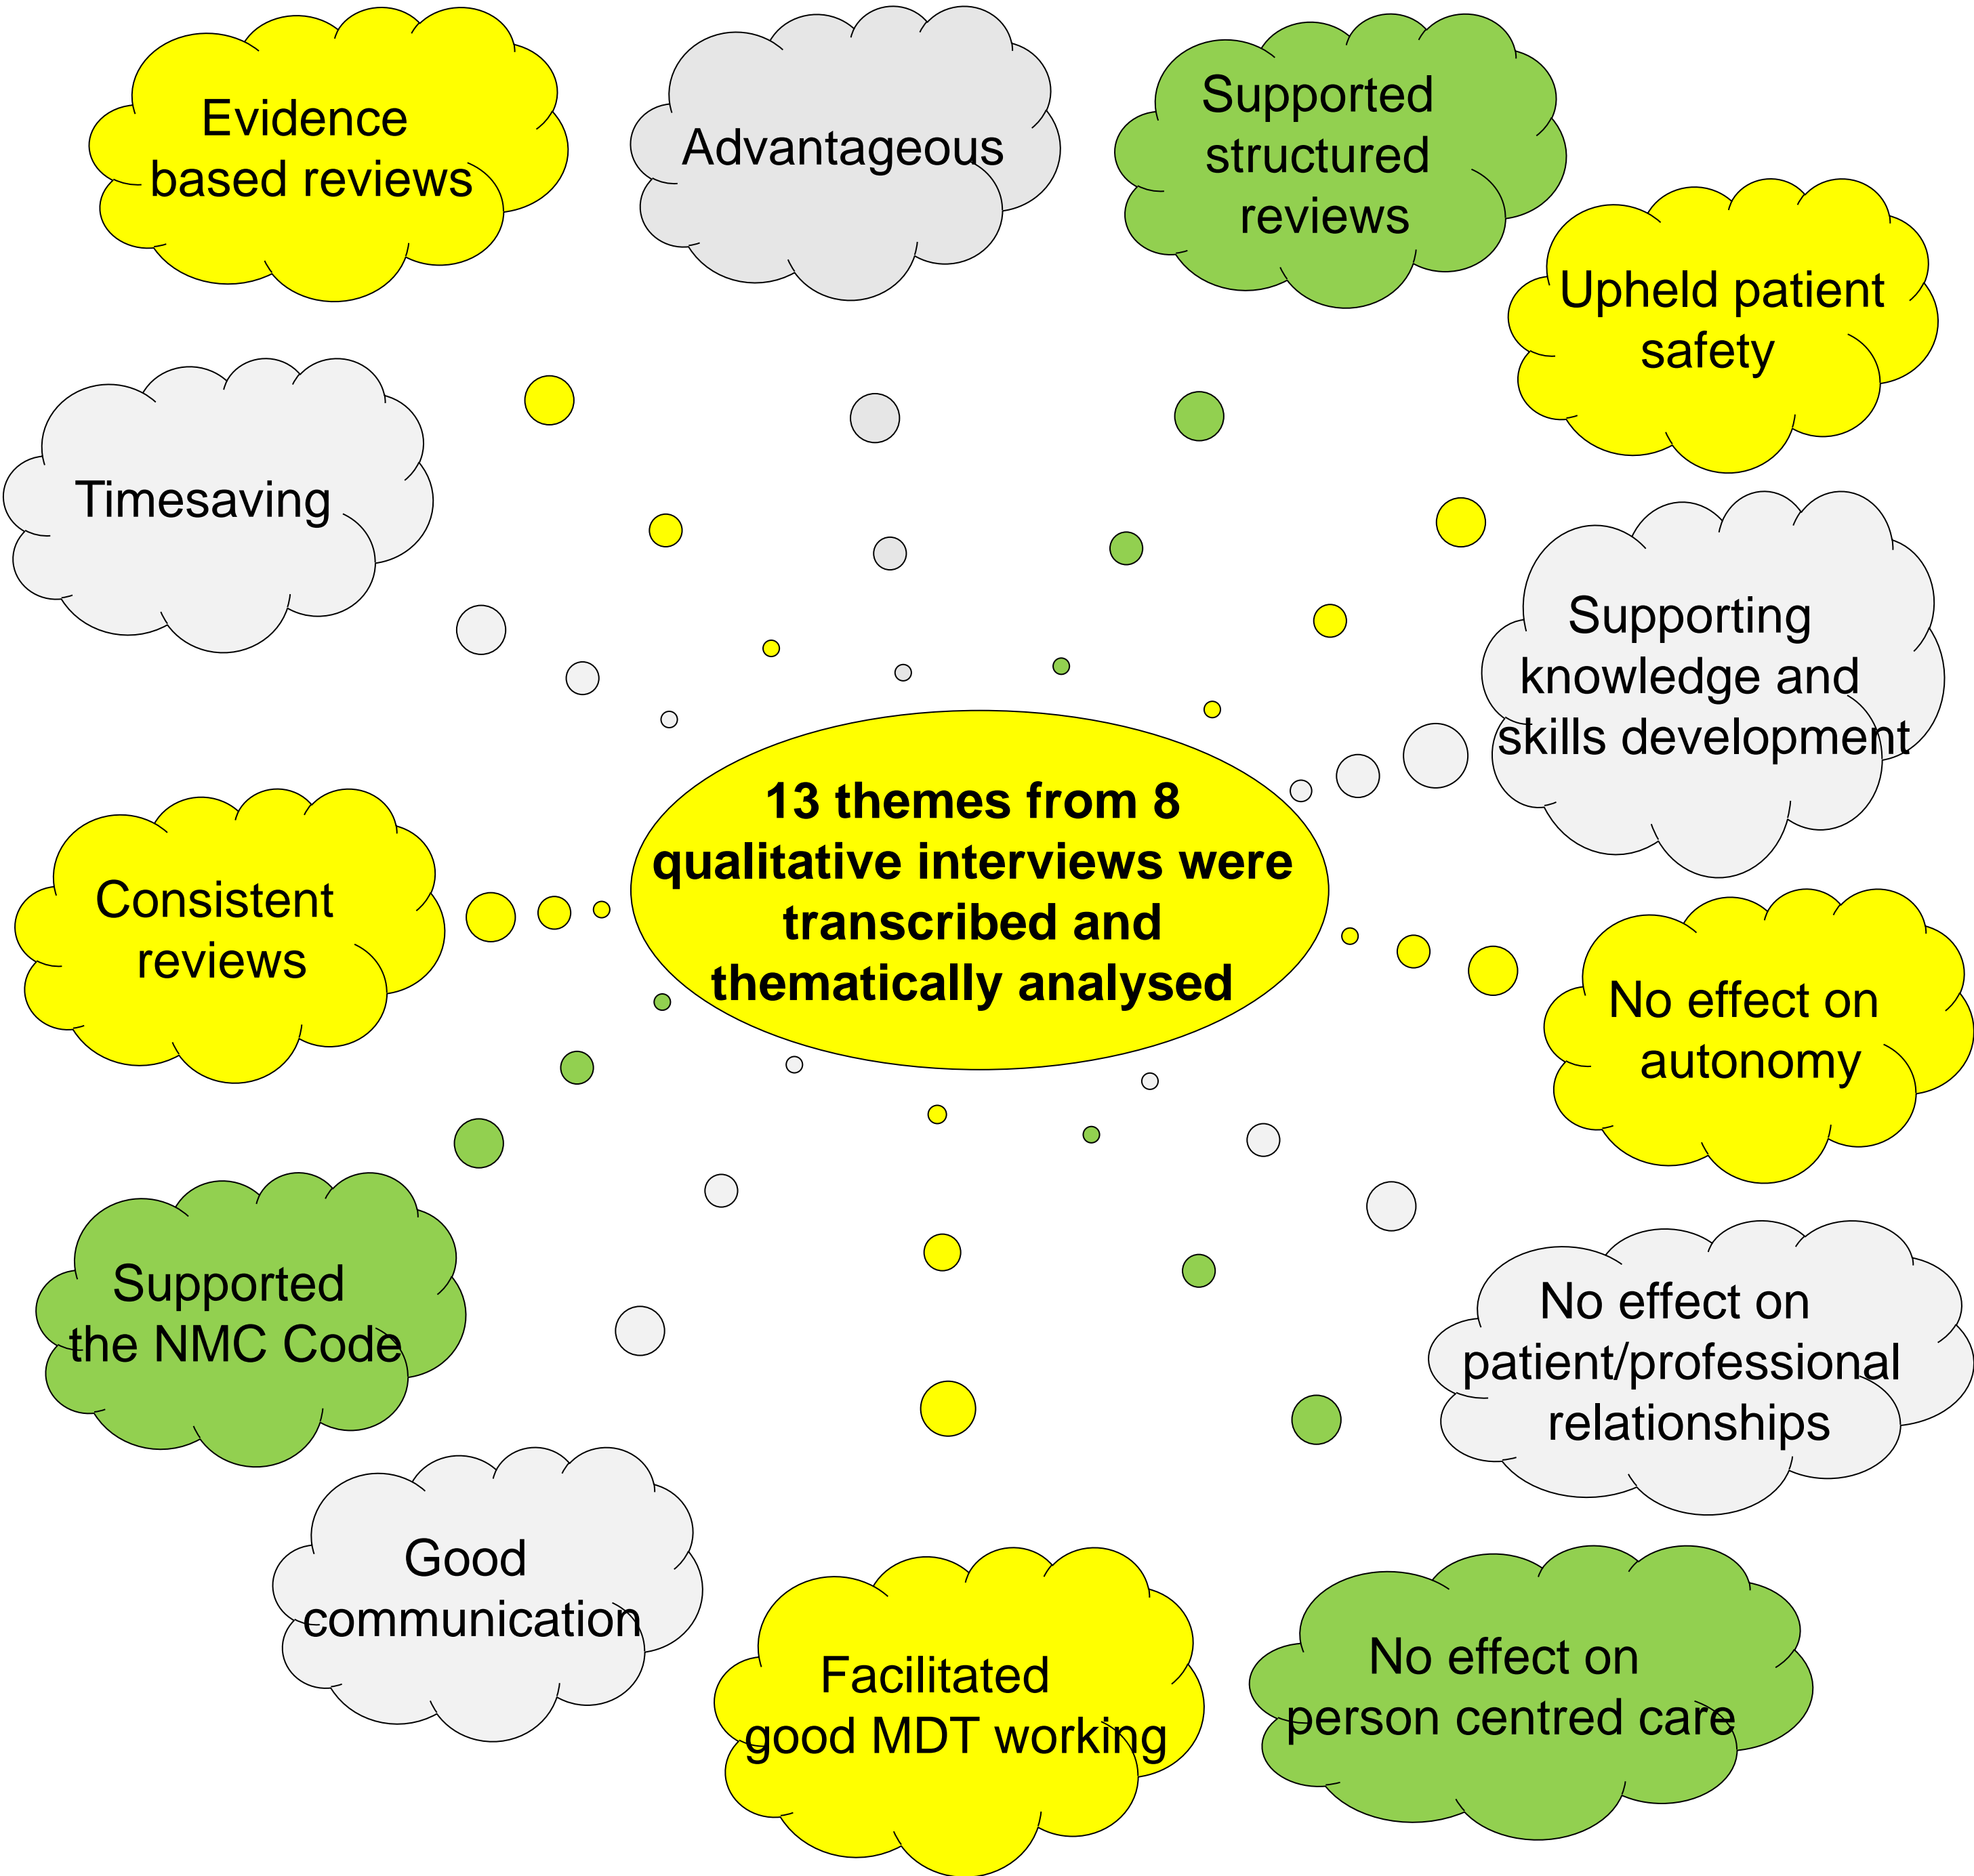 Evidence
based reviews
Advantageous
Supported
structured
reviews
Upheld patient
safety
Timesaving
Supporting
knowledge and
skills development
13 themes from 8
qualitative interviews were
transcribed and
thematically analysed
Consistent
reviews
No effect on
autonomy
Supported
the NMC Code
No effect on
patient/professional
relationships
Good
communication
Facilitated
good MDT working
No effect on
person centred care